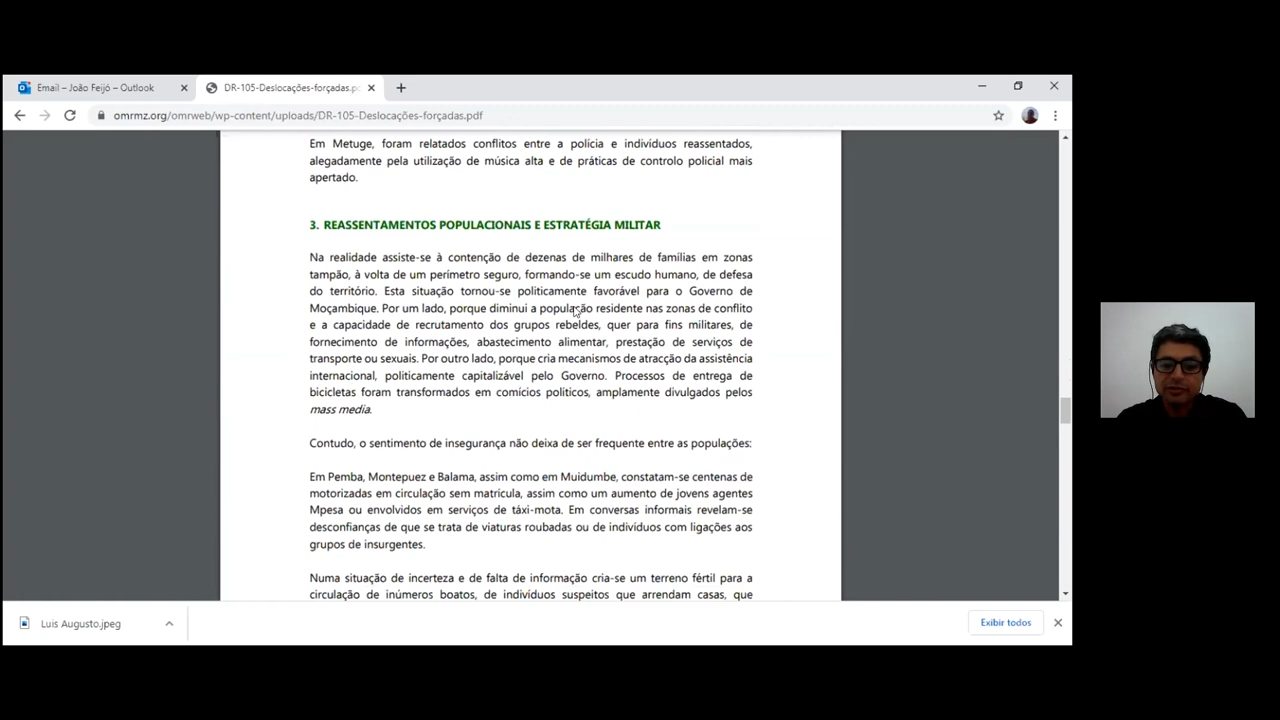 Email – João Feijó – Outlook
DR-105-Deslocações-forçadas.pd
omrmz.org/omrweb/wp-content/uploads/DR-105-Deslocações-forçadas.pdf
Em Metuge, foram relatados conflitos entre a polícia e indivíduos reassentados,
alegadamente pela utilização de música alta e de práticas de controlo policial mais
apertado.
3. REASSENTAMENTOS POPULACIONAIS E ESTRATÉGIA MILITAR
Na realidade assiste-se à contenção de dezenas de milhares de famílias em zonas
tampão, à volta de um perímetro seguro, formando-se um escudo humano, de defesa
do território. Esta situação tornou-se politicamente favorável para o Governo de
Moçambique. Por um lado, porque diminui a população residente nas zonas de conflito
e a capacidade de recrutamento dos grupos rebeldes, quer para fins militares, de
fornecimento de informações, abastecimento alimentar, prestação de serviços de
transporte ou sexuais. Por outro lado, porque cria mecanismos de atracção da assistência
internacional, politicamente capitalizável pelo Governo. Processos de entrega de
bicicletas foram transformados em comícios políticos, amplamente divulgados pelos
mass media.
Contudo, o sentimento de insegurança não deixa de ser frequente entre as populações:
Em Pemba, Montepuez e Balama, assim como em Muidumbe, constatam-se centenas de
motorizadas em circulação sem matrícula, assim como um aumento de jovens agentes
Mpesa ou envolvidos em serviços de táxi-mota. Em conversas informais revelam-se
desconfianças de que se trata de viaturas roubadas ou de indivíduos com ligações aos
grupos de insurgentes.
Numa situação de incerteza e de falta de informação cria-se um terreno fértil para a
circulação de inúmeros boatos, de indivíduos suspeitos que arrendam casas, que
Luis Augusto.jpeg
Exibir todos